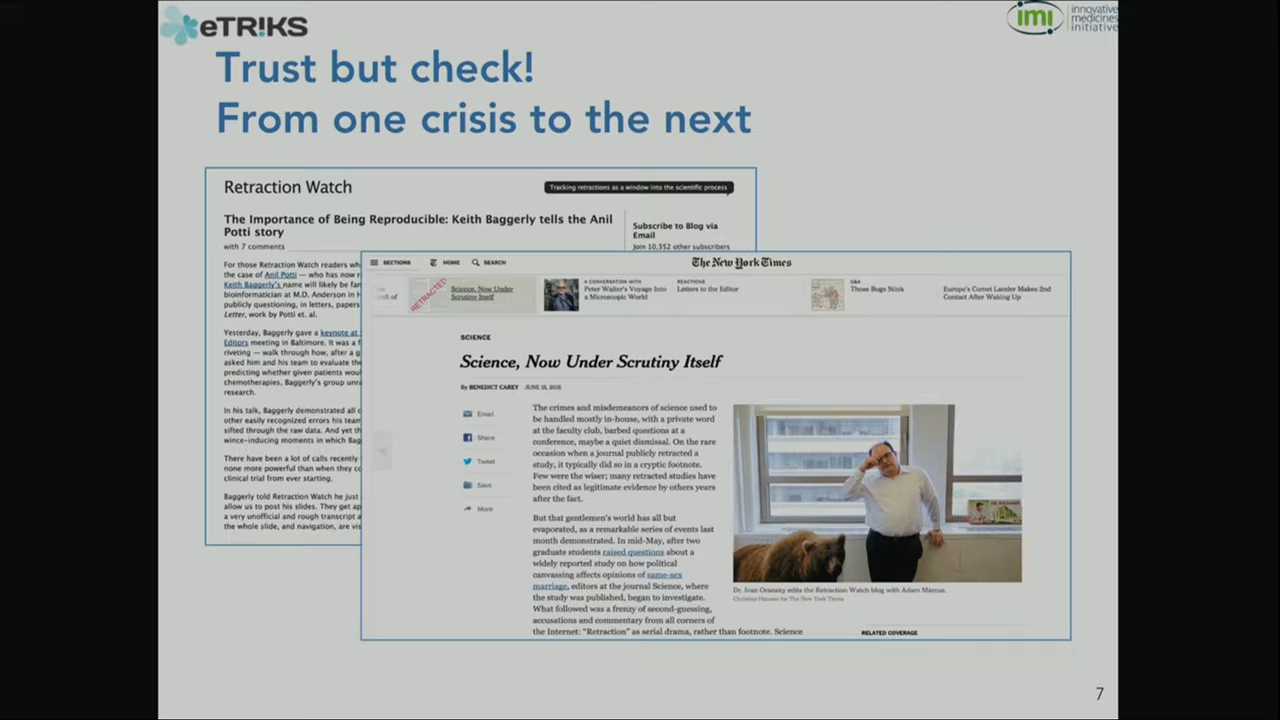 eTR!KS
imi innovative
medicines
initiative
Trust but check!
From one crisis to the next
Retraction Watch
Tracking retractions as a window into the scientific process
The Importance of Being Reproducible: Keith Baggerly tells the Anil
Potti story
with 7 comments
Subscribe to Blog via
Email
Join 10,352 other subscribers
For those Retraction Watch readers
the case of Anil Potti — who has now
Keith Baggerly's name will likely be
bioinformatician at M.D. Anderson in
publicly questioning, in letters, papers
Letter, work by Potti et. al.
Yesterday, Baggerly gave a keynote at
Editors meeting in Baltimore. It was a
riveting — walk through how, after a
asked him and his team to evaluate the
predicting whether given patients
chemotherapies, Baggerly's group
research.
In his talk, Baggerly demonstrated all
other easily recognized errors his
sifted through the raw data. And yet
wince-inducing moments in which
There have been a lot of calls recently
none more powerful than when they
clinical trial from ever starting.
Baggerly told Retraction Watch he just
allow us to post his slides. They get
a very unofficial and rough transcript
the whole slide, and navigation, are
SECTIONS HOME SEARCH
The New York Times
RETRACTED
Science, Now Under
Scrutiny Itself
A CONVERSATION WITH
Peter Walter's Voyage Into
a Microscopic World
REACTIONS
Letters to the Editor
Q&A
Those Bugs Stink
Europe's Comet Lander Makes 2nd
Contact After Waking Up
SCIENCE
Science, Now Under Scrutiny Itself
By BENEDICT CAREY JUNE 15, 2015
Email
Share
Tweet
Save
More
The crimes and misdemeanors of science used to
be handled mostly in-house, with a private word
at the faculty club, barbed questions at a
conference, maybe a quiet dismissal. On the rare
occasion when a journal publicly retracted a
study, it typically did so in a cryptic footnote.
Few were the wiser; many retracted studies have
been cited as legitimate evidence by others years
after the fact.
But that gentlemen's world has all but
evaporated, as a remarkable series of events last
month demonstrated. In mid-May, after two
graduate students raised questions about a
widely reported study on how political
canvassing affects opinions of same-sex
marriage, editors at the journal Science, where
the study was published, began to investigate.
What followed was a frenzy of second-guessing,
accusations and commentary from all corners of
the Internet: “Retraction” as serial drama, rather than footnote. Science
Dr. Ivan Oransky edits the Retraction Watch blog with Adam Marcus.
Christian Hansen for The New York Times
RELATED COVERAGE
7